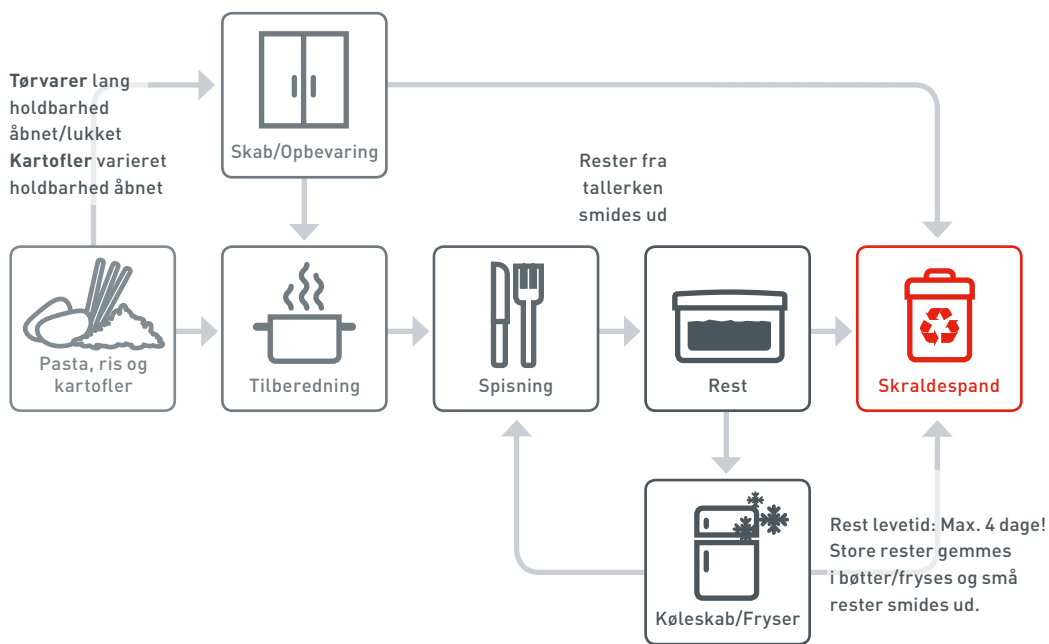 Tørvarer lang
holdbarhed
åbnet/lukket
Kartofler varieret
holdbarhed åbnet
Skab/Opbevaring
Rester fra
tallerken
smides ud
Pasta, ris og
kartofler
Tilberedning
Spisning
Rest
Skraldespand
Køleskab/Fryser
Rest levetid: Max. 4 dage!
Store rester gemmes
i bøtter/fryses og små
rester smides ud.